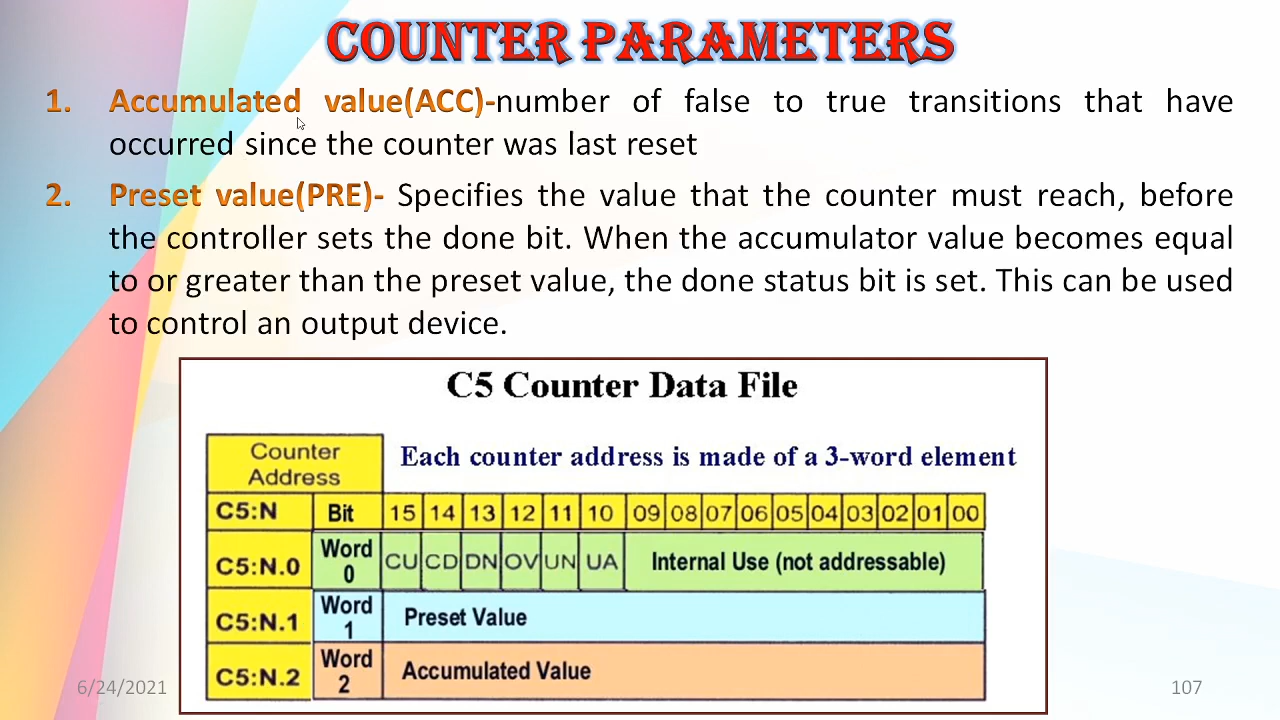 COUNTER PARAMETERS
1. Accumulated value(ACC)-number of false to true transitions that have
occurred since the counter was last reset
2. Preset value(PRE)- Specifies the value that the counter must reach, before
the controller sets the done bit. When the accumulator value becomes equal
to or greater than the preset value, the done status bit is set. This can be used
to control an output device.
C5 Counter Data File
Counter
Address
Each counter address is made of a 3-word element
C5:N Bit 15 14 13 12 11 10 09 08 07 06 05 04 03 02 01 00
C5:N.0 Word 0 CU CD DN OV UN UA Internal Use (not addressable)
C5:N.1 Word 1 Preset Value
C5:N.2 Word 2 Accumulated Value
6/24/2021 107